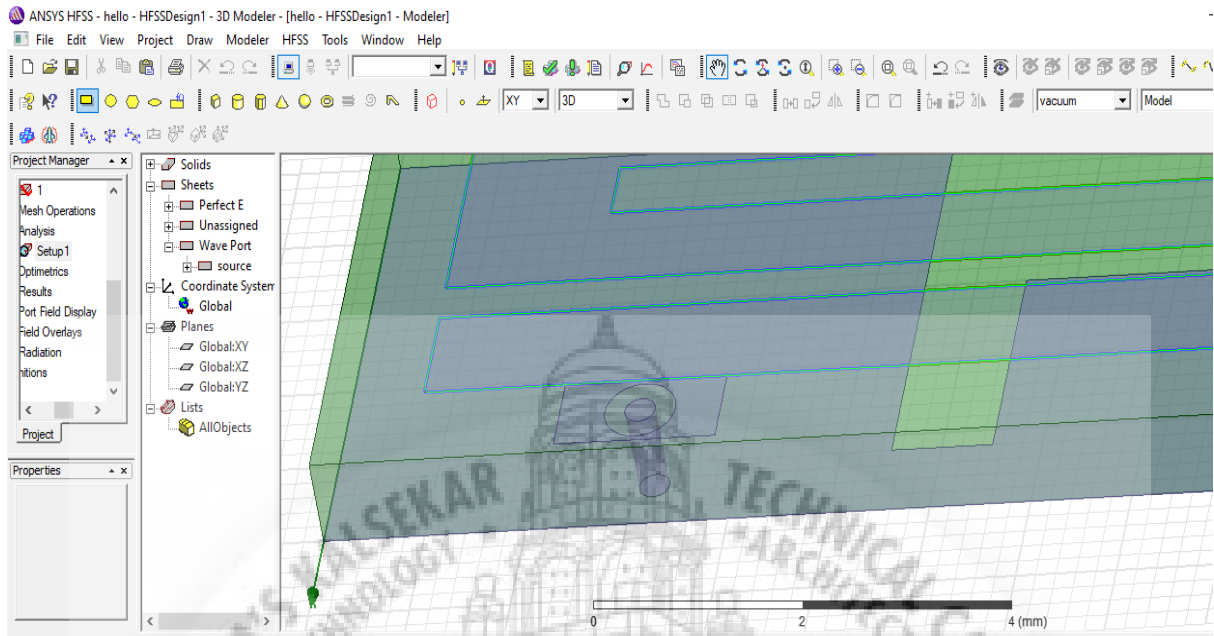 ANSYS HFSS - hello - HFSSDesign1 - 3D Modeler - [hello - HFSSDesign1 - Modeler]
File Edit View Project Draw Modeler HFSS Tools Window Help
XY 3D vacuum Model
Project Manager
1
Mesh Operations
Analysis
Setup1
Optimetrics
Results
Port Field Display
Field Overlays
Radiation
nitions
Project
Properties
Solids
Sheets
Perfect E
Unassigned
Wave Port
source
Coordinate System
Global
Planes
Global:XY
Global:XZ
Global:YZ
Lists
AllObjects
KALSEKAR TECHNICAL
0 2 4 (mm)